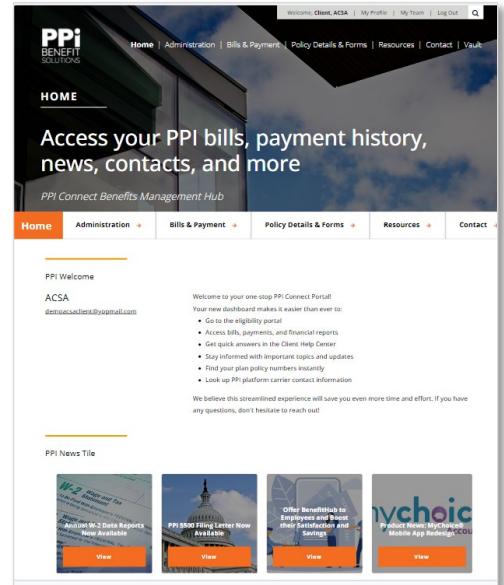 Welcome, Client, ACSA | My Profile | My Team | Log Out
PPi
BENEFIT
SOLUTIONS
Home | Administration | Bills & Payment | Policy Details & Forms | Resources | Contact | Vault
HOME
Access your PPI bills, payment history,
news, contacts, and more
PPI Connect Benefits Management Hub
Home Administration → Bills & Payment → Policy Details & Forms → Resources → Contact →
PPI Welcome
ACSA
demoacsaclient@yopmail.com
Welcome to your one stop PPI Connect Portal!
Your new dashboard makes it easier than ever to:
• Go to the eligibility portal
• Access bills, payments, and financial reports
• Get quick answers in the Client Help Center
• Stay informed with important topics and updates
• Find your plan policy numbers instantly
• Look up PPI platform carrier contact information
We believe this streamlined experience will save you even more time and effort. If you have
any questions, don't hesitate to reach out!
PPI News Tile
W-2 Wage and Tax
Annual W-2 Data Reports
Now Available
View
PPI 5500 Filing Letter Now
Available
View
Offer BenefitHub to
Employees and Boost
their Satisfaction and
Savings
View
mychoic
Product News: MyChoice®
Mobile App Redesign
View